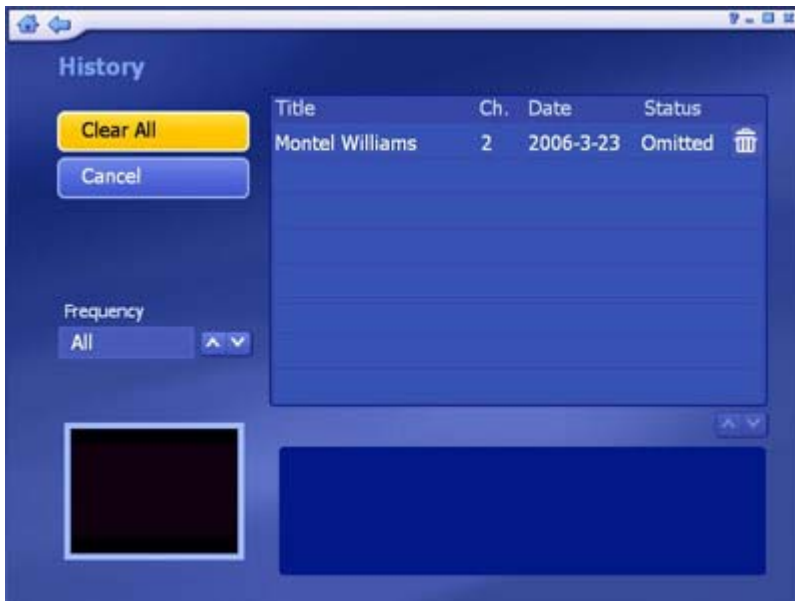 History
Clear All
Cancel
Frequency
All
Title Ch. Date Status
Montel Williams 2 2006-3-23 Omitted